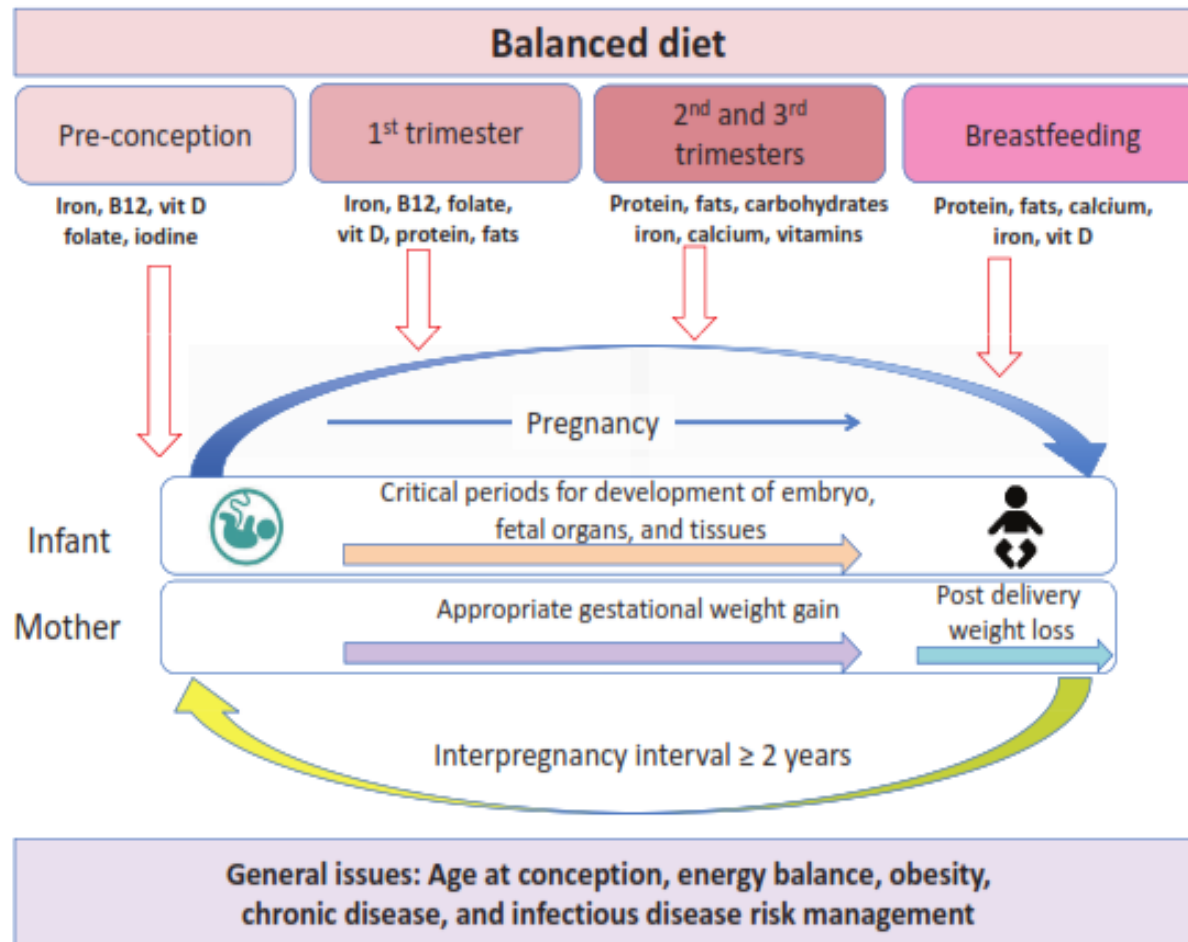 Balanced diet
Pre-conception
1st trimester
2nd and 3rd
trimesters
Breastfeeding
Iron, B12, vit D
folate, iodine
Iron, B12, folate,
vit D, protein, fats
Protein, fats, carbohydrates
iron, calcium, vitamins
Protein, fats, calcium,
iron, vit D
Pregnancy
Infant
Critical periods for development of embryo,
fetal organs, and tissues
Mother
Appropriate gestational weight gain
Post delivery
weight loss
Interpregnancy interval ≥ 2 years
General issues: Age at conception, energy balance, obesity,
chronic disease, and infectious disease risk management